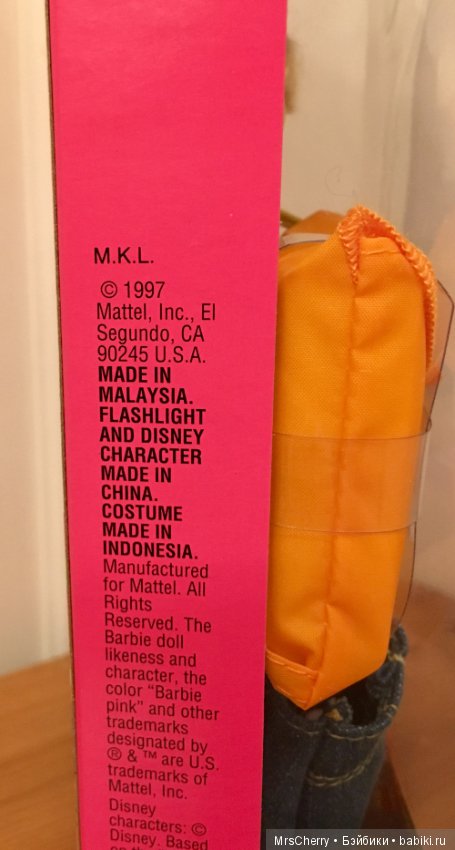 M.K.L.
© 1997
Mattel, Inc., El
Segundo, CA
90245 U.S.A.
MADE IN
MALAYSIA.
FLASHLIGHT
AND DISNEY
CHARACTER
MADE IN
CHINA.
COSTUME
MADE IN
INDONESIA.
Manufactured
for Mattel. All
Rights
Reserved. The
Barbie doll
likeness and
character, the
color “Barbie
pink” and other
trademarks
designated by
® & ™ are U.S.
trademarks of
Mattel, Inc.
Disney
characters: ©
Disney. Based
MrsCherry • Бэйбики • babiki.ru